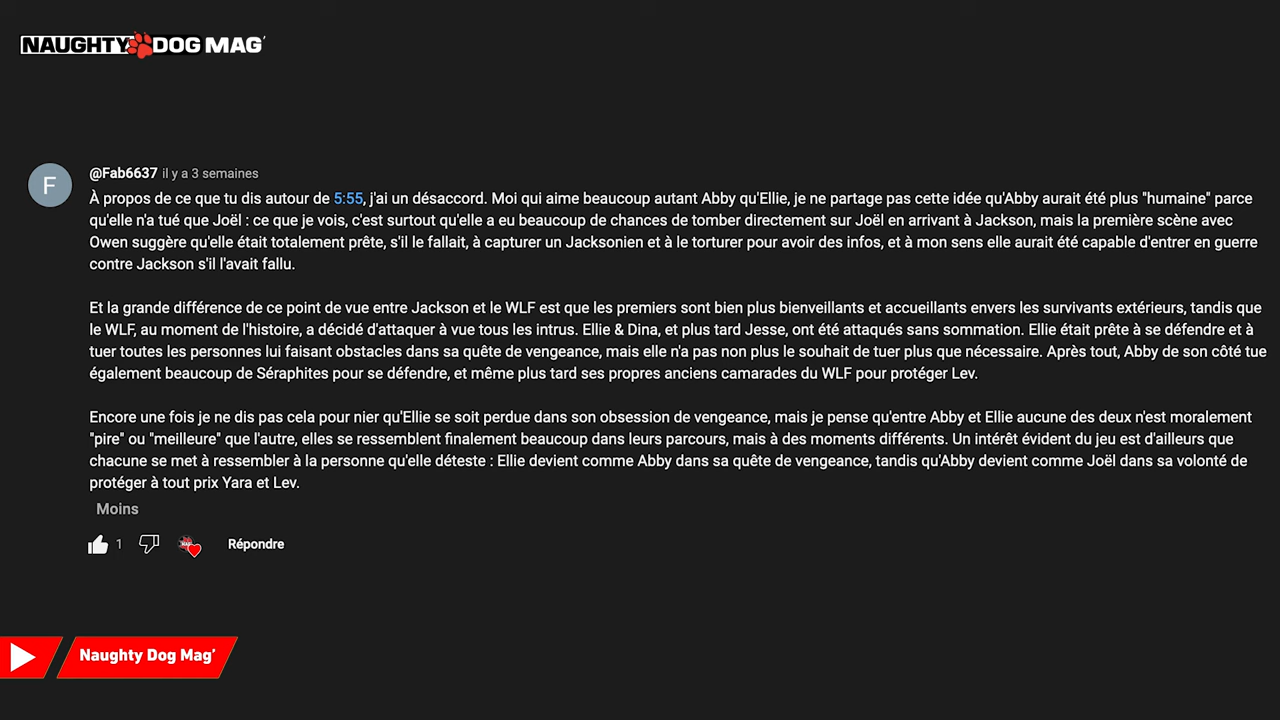 NAUGHTY DOG MAG'
F
@Fab6637 il y a 3 semaines
À propos de ce que tu dis autour de 5:55, j'ai un désaccord. Moi qui aime beaucoup autant Abby qu'Ellie, je ne partage pas cette idée qu'Abby aurait été plus "humaine" parce
qu'elle n'a tué que Joël : ce que je vois, c'est surtout qu'elle a eu beaucoup de chances de tomber directement sur Joël en arrivant à Jackson, mais la première scène avec
Owen suggère qu'elle était totalement prête, s'il le fallait, à capturer un Jacksonien et à le torturer pour avoir des infos, et à mon sens elle aurait été capable d'entrer en guerre
contre Jackson s'il l'avait fallu.
Et la grande différence de ce point de vue entre Jackson et le WLF est que les premiers sont bien plus bienveillants et accueillants envers les survivants extérieurs, tandis que
le WLF, au moment de l'histoire, a décidé d'attaquer à vue tous les intrus. Ellie & Dina, et plus tard Jesse, ont été attaqués sans sommation. Ellie était prête à se défendre et à
tuer toutes les personnes lui faisant obstacles dans sa quête de vengeance, mais elle n'a pas non plus le souhait de tuer plus que nécessaire. Après tout, Abby de son côté tue
également beaucoup de Séraphites pour se défendre, et même plus tard ses propres anciens camarades du WLF pour protéger Lev.
Encore une fois je ne dis pas cela pour nier qu'Ellie se soit perdue dans son obsession de vengeance, mais je pense qu'entre Abby et Ellie aucune des deux n'est moralement
"pire" ou "meilleure" que l'autre, elles se ressemblent finalement beaucoup dans leurs parcours, mais à des moments différents. Un intérêt évident du jeu est d'ailleurs que
chacune se met à ressembler à la personne qu'elle déteste : Ellie devient comme Abby dans sa quête de vengeance, tandis qu'Abby devient comme Joël dans sa volonté de
protéger à tout prix Yara et Lev.
Moins
1 Répondre
Naughty Dog Mag'